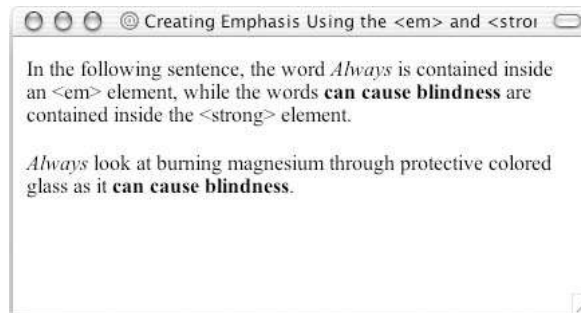 Creating Emphasis Using the <em> and <stror
In the following sentence, the word Always is contained inside
an <em> element, while the words can cause blindness are
contained inside the <strong> element.
Always look at burning magnesium through protective colored
glass as it can cause blindness.